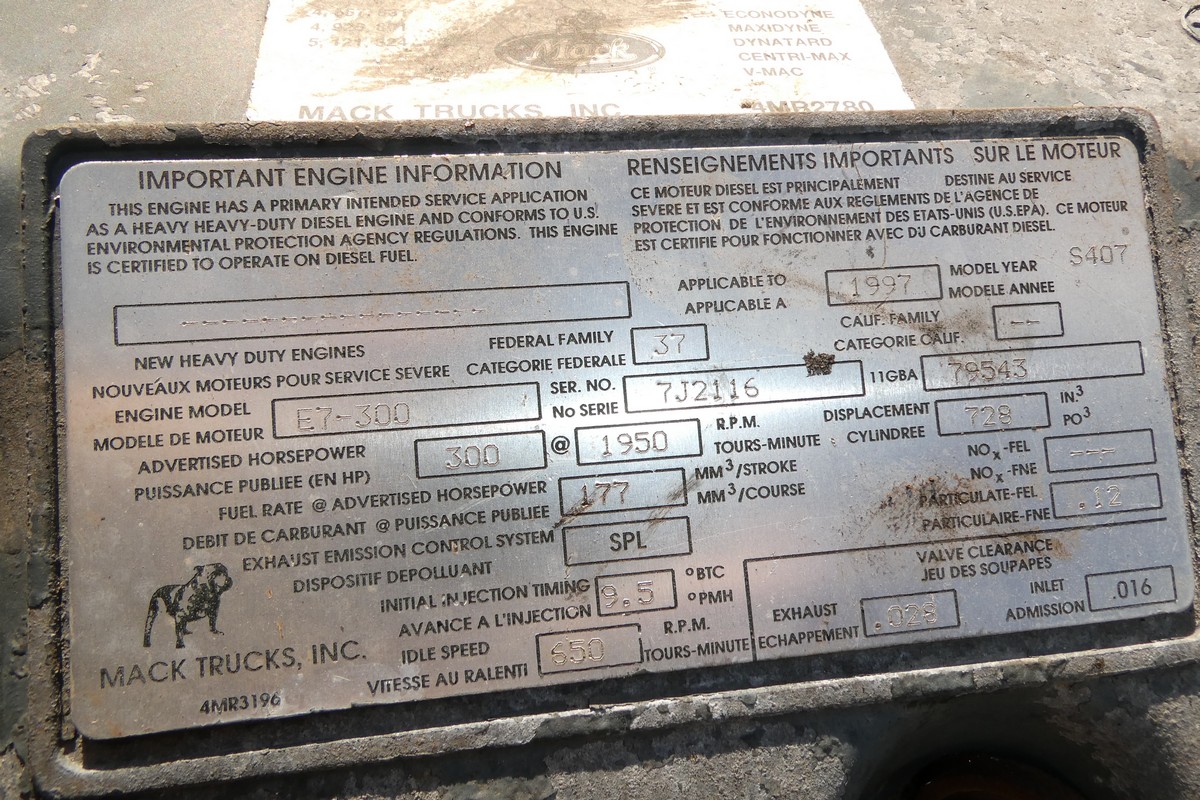 ECONODYNE
MAXIDYNE
DYNATARD
CENTRI-MAX
V-MAC
Mack
MACK TRUCKS, INC.
4MR2780
IMPORTANT ENGINE INFORMATION
THIS ENGINE HAS A PRIMARY INTENDED SERVICE APPLICATION
AS A HEAVY HEAVY-DUTY DIESEL ENGINE AND CONFORMS TO U.S.
ENVIRONMENTAL PROTECTION AGENCY REGULATIONS. THIS ENGINE
IS CERTIFIED TO OPERATE ON DIESEL FUEL.
RENSEIGNEMENTS IMPORTANTS SUR LE MOTEUR
CE MOTEUR DIESEL EST PRINCIPALEMENT DESTINE AU SERVICE
SEVERE ET EST CONFORME AUX REGLEMENTS DE L'AGENCE DE
PROTECTION DE L'ENVIRONNEMENT DES ETATS-UNIS (U.S.EPA). CE MOTEUR
EST CERTIFIE POUR FONCTIONNER AVEC DU CARBURANT DIESEL.
S407
APPLICABLE TO 1997 MODEL YEAR
APPLICABLE A MODÈLE ANNEE
NEW HEAVY DUTY ENGINES
NOUVEAUX MOTEURS POUR SERVICE SEVERE
FEDERAL FAMILY 37
CATEGORIE FEDERALE
CALIF. FAMILY --
CATEGORIE CALIF.
ENGINE MODEL E7-300
MODELE DE MOTEUR
SER. NO. 7J2116
No SERIE
11GBA 79543
ADVERTISED HORSEPOWER 300 @ 1950 R.P.M.
PUISSANCE PUBLIEE (EN HP) TOURS-MINUTE
DISPLACEMENT 728 IN3
CYLINDREE PO3
FUEL RATE @ ADVERTISED HORSEPOWER 177 MM3/STROKE
DEBIT DE CARBURANT @ PUISSANCE PUBLIEE MM3/COURSE
NOx-FEL ---
NOx-FNE
PARTICULATE-FEL .12
PARTICULAIRE-FNE
EXHAUST EMISSION CONTROL SYSTEM SPL
DISPOSITIF DEPOLLUANT
INITIAL INJECTION TIMING 9.5 °BTC
AVANCE A L'INJECTION °PMH
IDLE SPEED 650 R.P.M.
VITESSE AU RALENTI TOURS-MINUTE
VALVE CLEARANCE
JEU DES SOUPAPES
EXHAUST .028
ECHAPPEMENT
INLET .016
ADMISSION
MACK TRUCKS, INC.
4MR3196